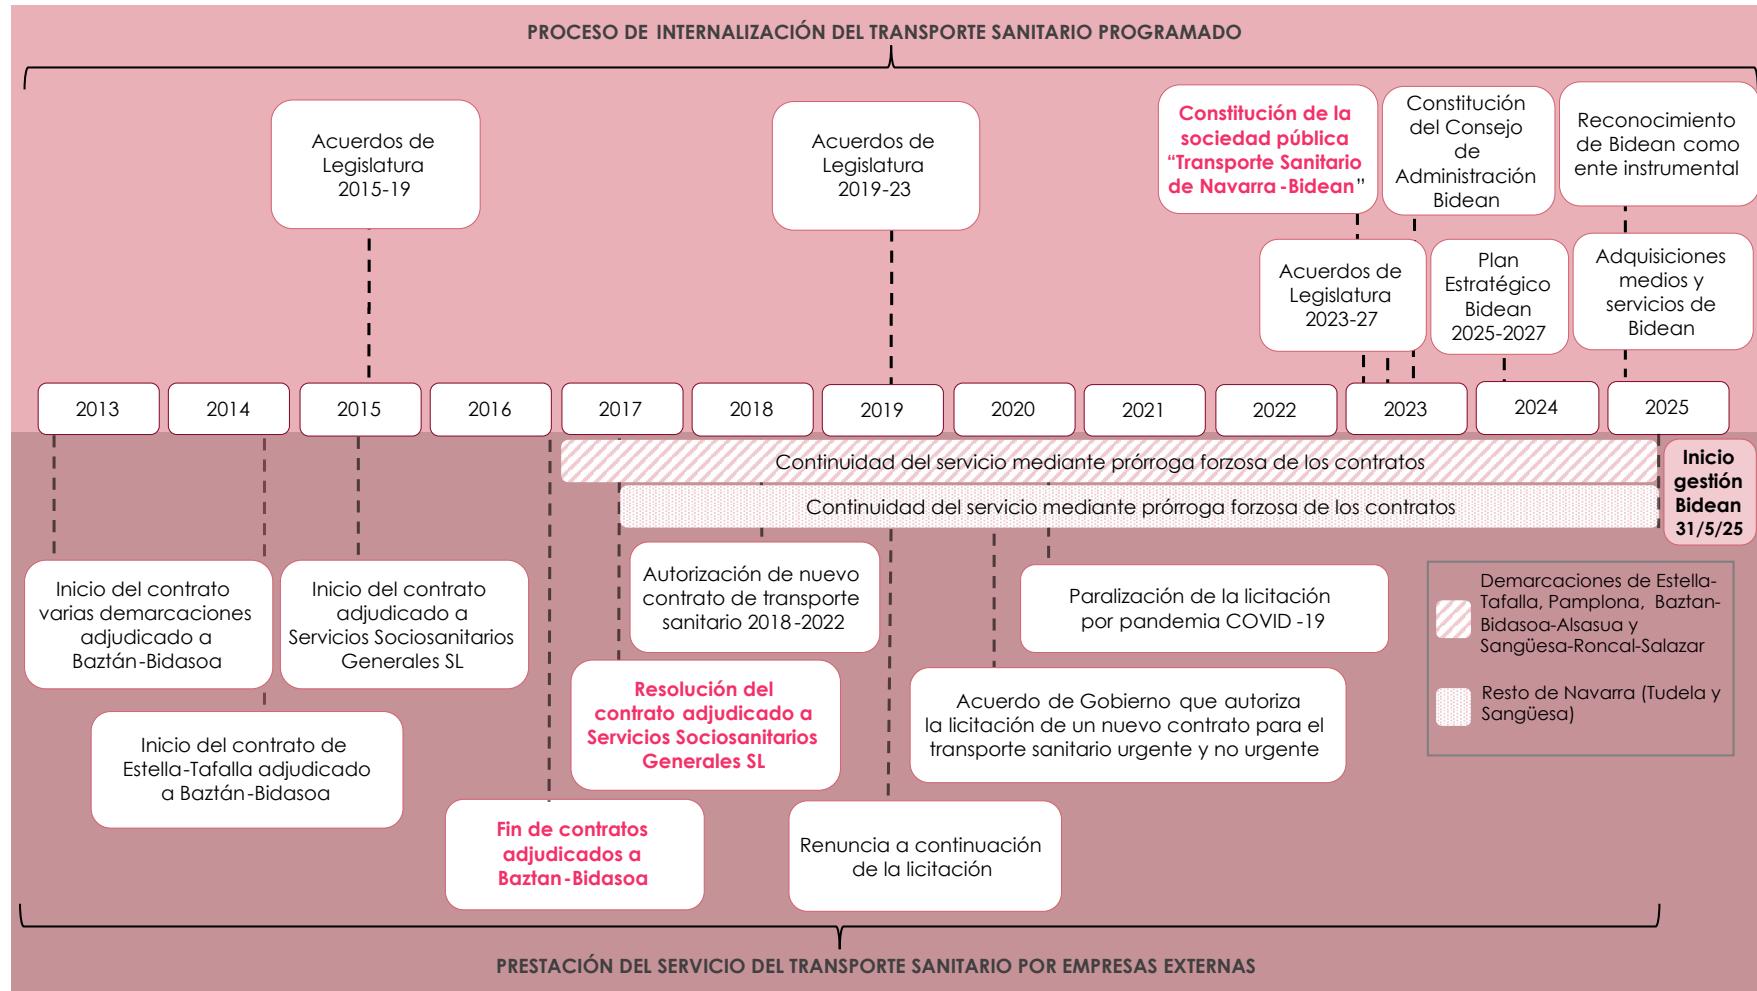 PROCESO DE INTERNALIZACIÓN DEL TRANSPORTE SANITARIO PROGRAMADO
Acuerdos de
Legislatura
2015-19
Acuerdos de
Legislatura
2019-23
Constitución de la
sociedad pública
“Transporte Sanitario
de Navarra-Bidean”
Constitución
del Consejo
de
Administración
Bidean
Reconocimiento
de Bidean como
ente instrumental
Acuerdos de
Legislatura
2023-27
Plan
Estratégico
Bidean
2025-2027
Adquisiciones
medios y
servicios de
Bidean
2013
2014
2015
2016
2017
2018
2019
2020
2021
2022
2023
2024
2025
Continuidad del servicio mediante prórroga forzosa de los contratos
Continuidad del servicio mediante prórroga forzosa de los contratos
Inicio
gestión
Bidean
31/5/25
Inicio del contrato
varias demarcaciones
adjudicado a
Baztán-Bidasoa
Inicio del contrato
adjudicado a
Servicios Sociosanitarios
Generales SL
Autorización de nuevo
contrato de transporte
sanitario 2018-2022
Paralización de la licitación
por pandemia COVID -19
Demarcaciones de Estella-
Tafalla, Pamplona, Baztan-
Bidasoa-Alsasua y
Sangüesa-Roncal-Salazar
Resto de Navarra (Tudela y
Sangüesa)
Inicio del contrato de
Estella-Tafalla adjudicado
a Baztán-Bidasoa
Resolución del
contrato adjudicado a
Servicios Sociosanitarios
Generales SL
Acuerdo de Gobierno que autoriza
la licitación de un nuevo contrato para el
transporte sanitario urgente y no urgente
Fin de contratos
adjudicados a
Baztan-Bidasoa
Renuncia a continuación
de la licitación
PRESTACIÓN DEL SERVICIO DEL TRANSPORTE SANITARIO POR EMPRESAS EXTERNAS